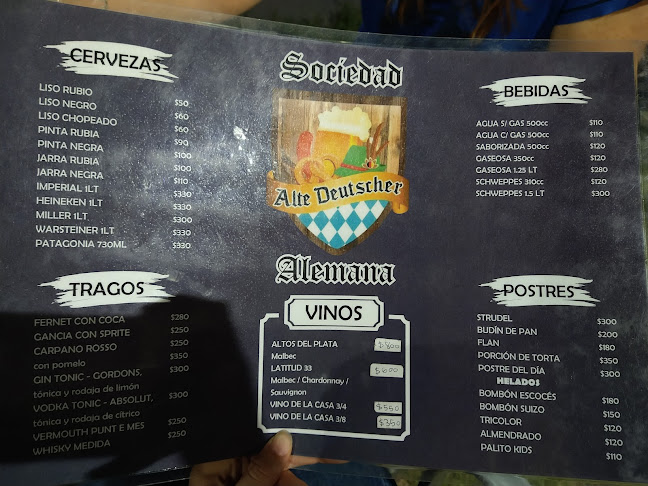 CERVEZAS
LISO RUBIO $50
LISO NEGRO $60
LISO CHOPEADO $60
PINTA RUBIA $90
PINTA NEGRA $100
JARRA RUBIA $100
JARRA NEGRA $110
IMPERIAL 1LT $330
HEINEKEN 1LT $330
MILLER 1LT $300
WARSTEINER 1LT $330
PATAGONIA 730ML $330
TRAGOS
FERNET CON COCA $280
GANCIA CON SPRITE $250
CARPANO ROSSO $250
con pomelo $350
GIN TONIC - GORDONS, $300
tónica y rodaja de limón
VODKA TONIC - ABSOLUT, $300
tónica y rodaja de cítrico
VERMOUTH PUNT E MES $250
WHISKY MEDIDA $250
Sociedad
Alte Deutscher
Alemana
VINOS
ALTOS DEL PLATA $800
Malbec
LATITUD 33 $600
Malbec / Chardonnay /
Sauvignon
VINO DE LA CASA 3/4 $550
VINO DE LA CASA 3/8 $350
BEBIDAS
AGUA S/ GAS 500cc $110
AGUA C/ GAS 500cc $110
SABORIZADA 500cc $120
GASEOSA 350cc $120
GASEOSA 1.25 LT $280
SCHWEPPES 310cc $120
SCHWEPPES 1.5 LT $300
POSTRES
STRUDEL $300
BUDÍN DE PAN $200
FLAN $180
PORCIÓN DE TORTA $350
POSTRE DEL DÍA $300
HELADOS
BOMBÓN ESCOCÉS $180
BOMBÓN SUIZO $150
TRICOLOR $120
ALMENDRADO $120
PALITO KIDS $110